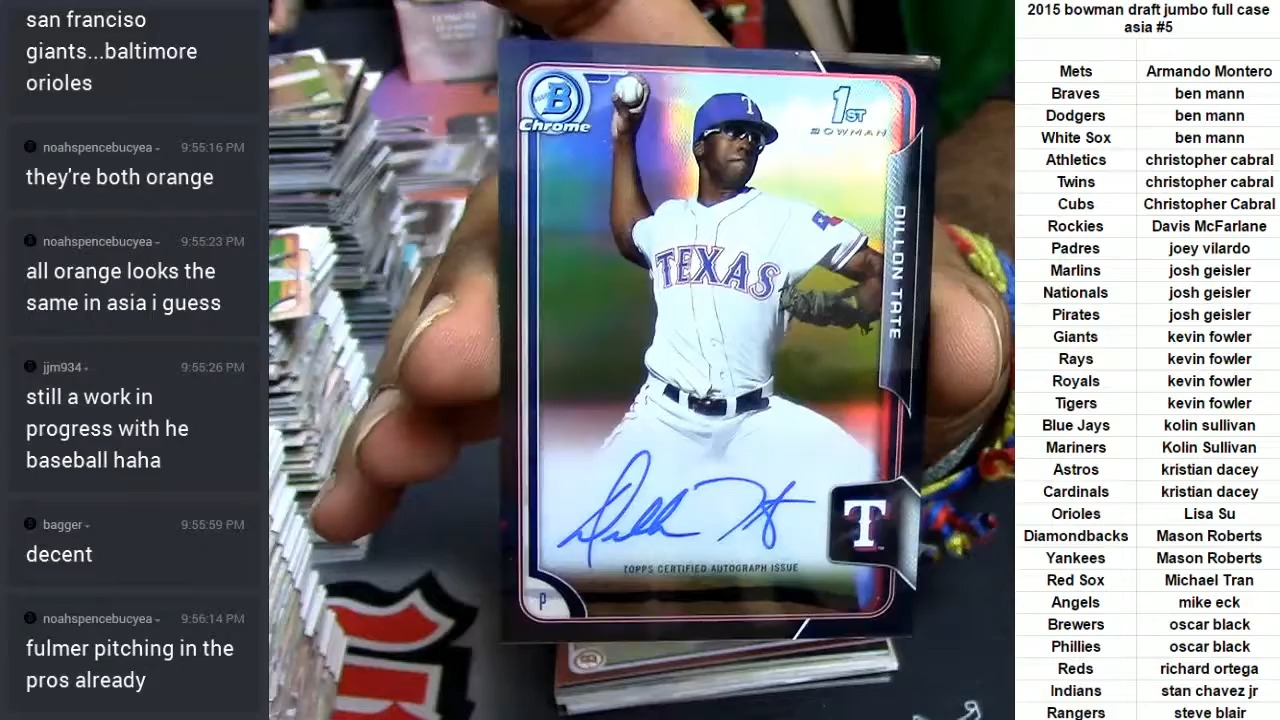 san franciso
giants...baltimore
orioles
noahspencebucyea 9:55:16 PM
they're both orange
noahspencebucyea 9:55:23 PM
all orange looks the
same in asia i guess
jjm934 9:55:26 PM
still a work in
progress with he
baseball haha
bagger 9:55:59 PM
decent
noahspencebucyea 9:56:14 PM
fulmer pitching in the
pros already
B
Chrome
1ST
BOWMAN
T
TEXAS
DILLON TATE
T
TOPPS CERTIFIED AUTOGRAPH ISSUE
P
2015 bowman draft jumbo full case
asia #5
Mets Armando Montero
Braves ben mann
Dodgers ben mann
White Sox ben mann
Athletics christopher cabral
Twins christopher cabral
Cubs Christopher Cabral
Rockies Davis McFarlane
Padres joey vilardo
Marlins josh geisler
Nationals josh geisler
Pirates josh geisler
Giants kevin fowler
Rays kevin fowler
Royals kevin fowler
Tigers kevin fowler
Blue Jays kolin sullivan
Mariners Kolin Sullivan
Astros kristian dacey
Cardinals kristian dacey
Orioles Lisa Su
Diamondbacks Mason Roberts
Yankees Mason Roberts
Red Sox Michael Tran
Angels mike eck
Brewers oscar black
Phillies oscar black
Reds richard ortega
Indians stan chavez jr
Rangers steve blair